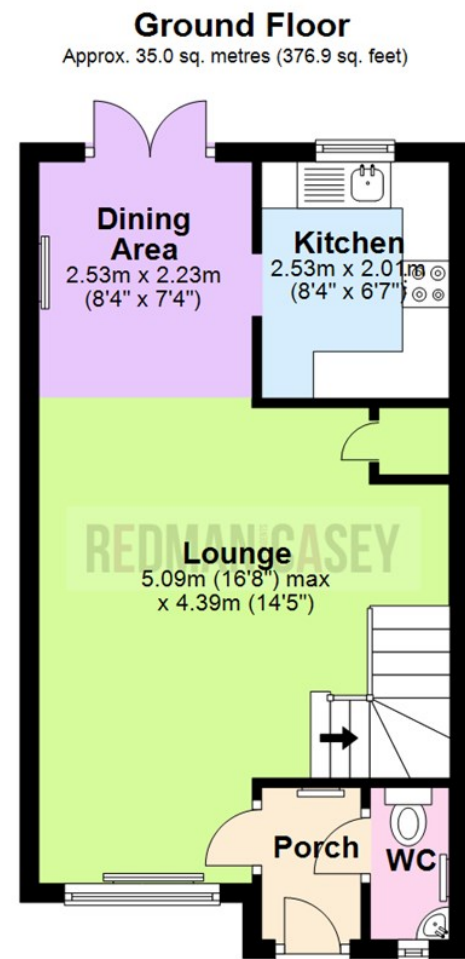 Ground Floor
Approx. 35.0 sq. metres (376.9 sq. feet)
Dining
Area
2.53m x 2.23m
(8'4" x 7'4")
Kitchen
2.53m x 2.01m
(8'4" x 6'7")
REDMAN CASEY
Lounge
5.09m (16'8") max
x 4.39m (14'5")
Porch
WC